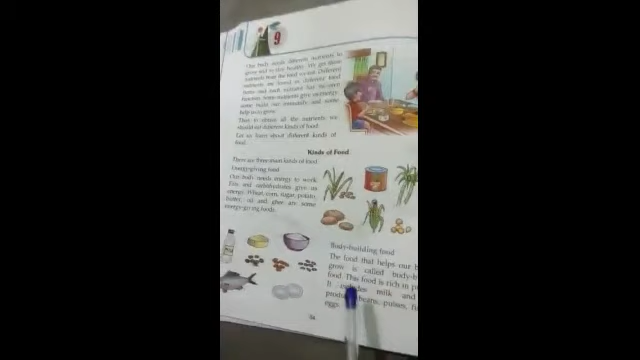 9
Our body needs different nutrients to
grow and to stay healthy. We get these
nutrients from the food we eat. Different
nutrients are found in different food
items and each nutrient has its own
function. Some nutrients give us energy,
some build our immunity and some
help us to grow.
Thus to obtain all the nutrients we
should eat different kinds of food.
Let us learn about different kinds of
food.
Kinds of Food
There are three main kinds of food.
Energy-giving food
Our body needs energy to work.
Fats and carbohydrates give us
energy. Wheat, corn, sugar, potato,
butter, oil and ghee are some
energy-giving foods.
Body-building food
The food that helps our b
grow is called body-b
food. This food is rich in p
It includes milk and
beans, pulses,
eggs.